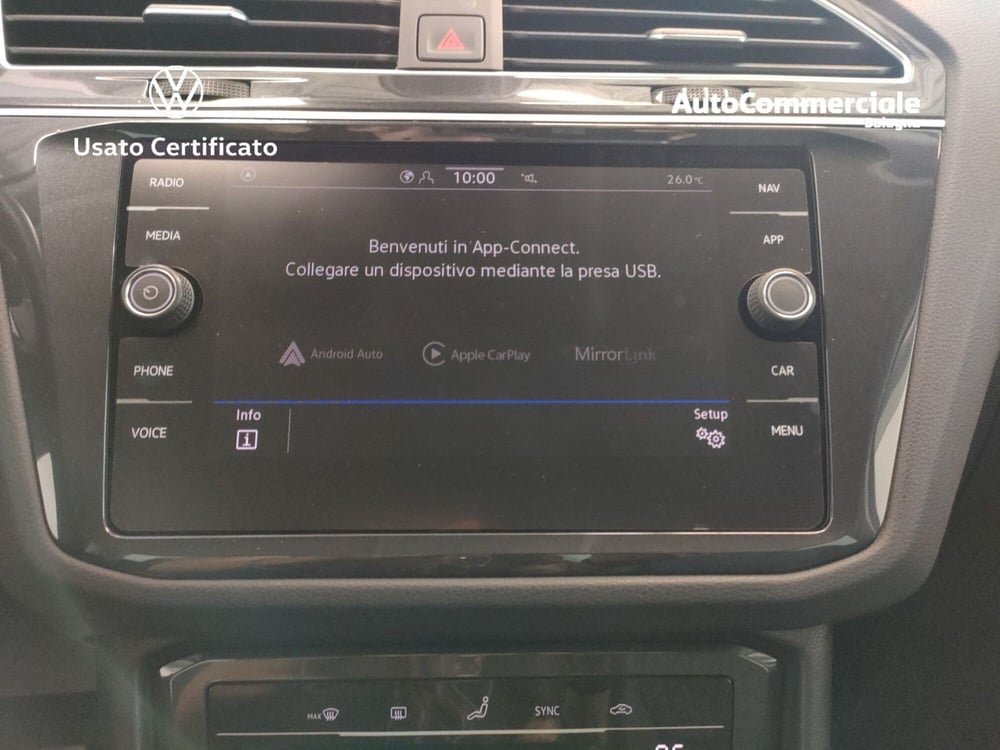 AutoCommerciale
Bologna
Usato Certificato
RADIO
10:00
26.0°C
NAV
MEDIA
APP
Benvenuti in App-Connect.
Collegare un dispositivo mediante la presa USB.
Android Auto
Apple CarPlay
MirrorLink
PHONE
CAR
Info
Setup
VOICE
MENU
MAX
SYNC